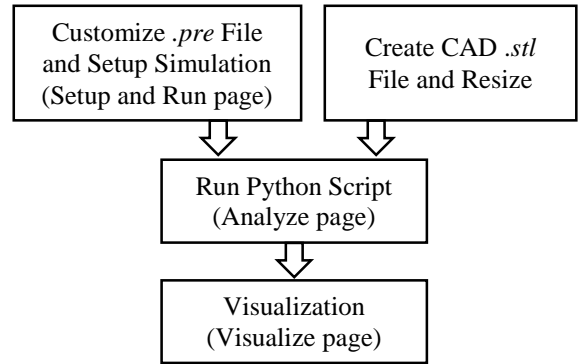 Customize .pre File
and Setup Simulation
(Setup and Run page)
Create CAD .stl
File and Resize
Run Python Script
(Analyze page)
Visualization
(Visualize page)